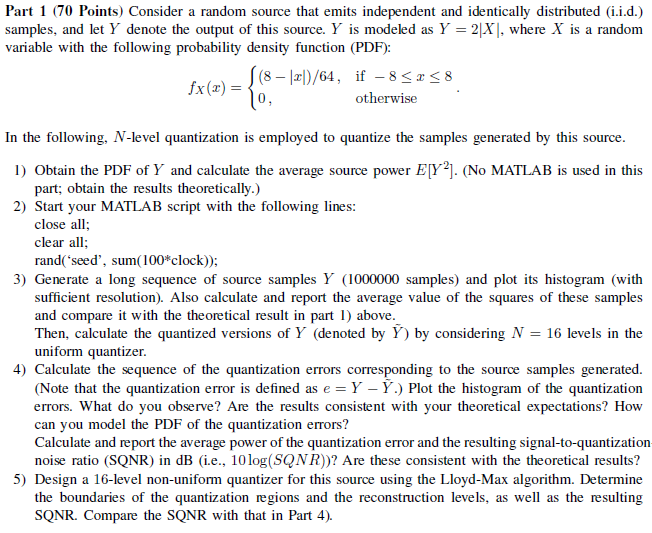 Part 1 (70 Points) Consider a random source that emits independent and identically distributed (i.i.d.)
samples, and let Y denote the output of this source. Y is modeled as Y = 2|X|, where X is a random
variable with the following probability density function (PDF):
f_X(x) = { (8 − |x|)/64, if − 8 ≤ x ≤ 8
0, otherwise .
In the following, N-level quantization is employed to quantize the samples generated by this source.
1) Obtain the PDF of Y and calculate the average source power E[Y²]. (No MATLAB is used in this
part; obtain the results theoretically.)
2) Start your MATLAB script with the following lines:
close all;
clear all;
rand('seed', sum(100*clock));
3) Generate a long sequence of source samples Y (1000000 samples) and plot its histogram (with
sufficient resolution). Also calculate and report the average value of the squares of these samples
and compare it with the theoretical result in part 1) above.
Then, calculate the quantized versions of Y (denoted by Ỹ) by considering N = 16 levels in the
uniform quantizer.
4) Calculate the sequence of the quantization errors corresponding to the source samples generated.
(Note that the quantization error is defined as e = Y − Ỹ.) Plot the histogram of the quantization
errors. What do you observe? Are the results consistent with your theoretical expectations? How
can you model the PDF of the quantization errors?
Calculate and report the average power of the quantization error and the resulting signal-to-quantization
noise ratio (SQNR) in dB (i.e., 10 log(SQNR))? Are these consistent with the theoretical results?
5) Design a 16-level non-uniform quantizer for this source using the Lloyd-Max algorithm. Determine
the boundaries of the quantization regions and the reconstruction levels, as well as the resulting
SQNR. Compare the SQNR with that in Part 4).